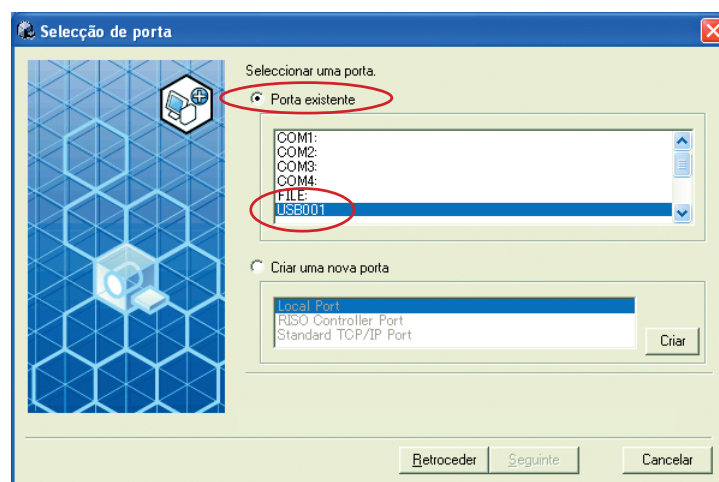 Selecção de porta
Seleccionar uma porta.
Porta existente
COM1:
COM2:
COM3:
COM4:
FILE:
USB001
Criar uma nova porta
Local Port
RISO Controller Port
Standard TCP/IP Port
Criar
Retroceder
Seguinte
Cancelar